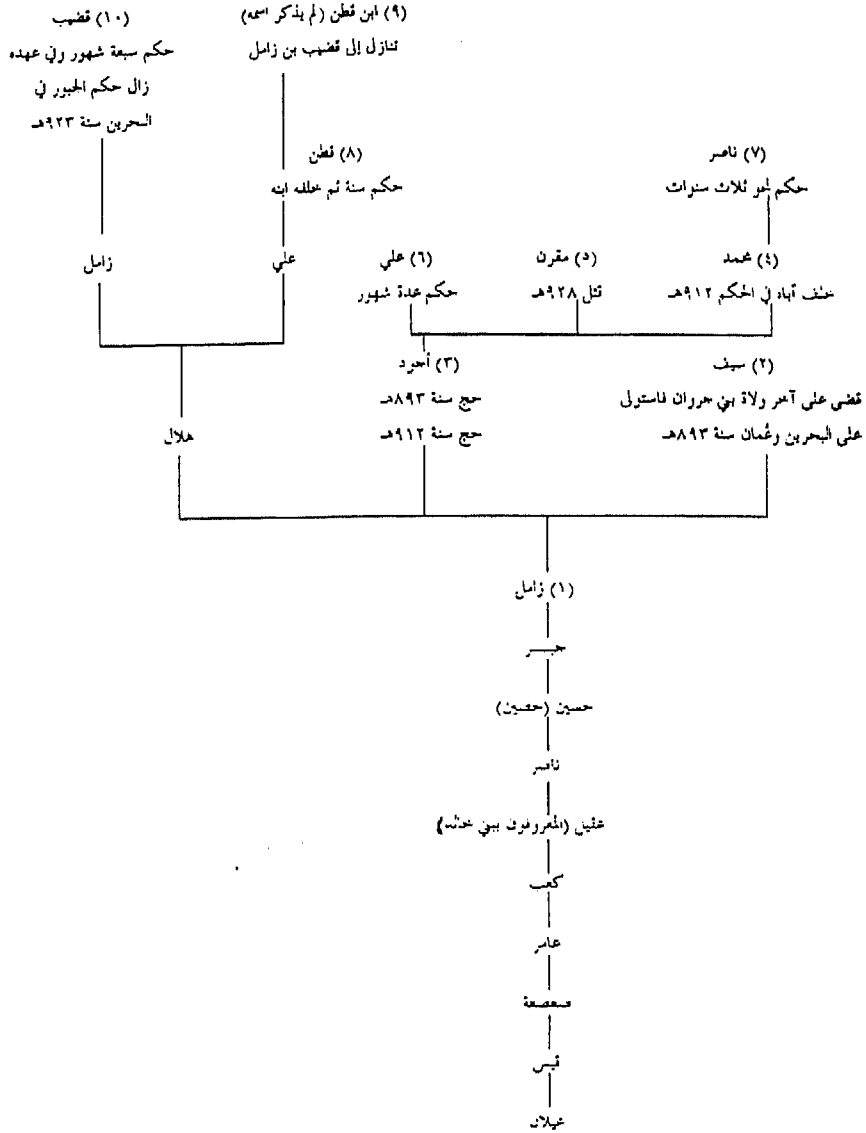 (١٠) قضيب
حكم سبعة شهور وفي عهده
زال حكم الجبور في
البحرين سنة ٩٢٣هـ
(٩) ابن قطن (لم يذكر اسمه)
تنازل إلى قضيب بن زامل
(٨) قطن
حكم سنة ثم خلفه ابنه
(٧) ناصر
حكم نحو ثلاث سنوات
زامل
علي
(٦) علي
حكم عدة شهور
(٥) مقرن
قتل ٩٢٨هـ
(٤) محمد
خلف أباه في الحكم ٩١٢هـ
هلال
(٣) أجود
حج سنة ٨٩٣هـ
حج سنة ٩١٢هـ
(٢) سيف
قضى على آخر ولاة بني جروان فاستولى
على البحرين وعُمان سنة ٨٩٣هـ
(١) زامل
جبـــر
حسين (حصين)
ناصر
عقيل (المعروفون ببني خالد)
كعب
عامر
صعصعة
قيس
عيلان